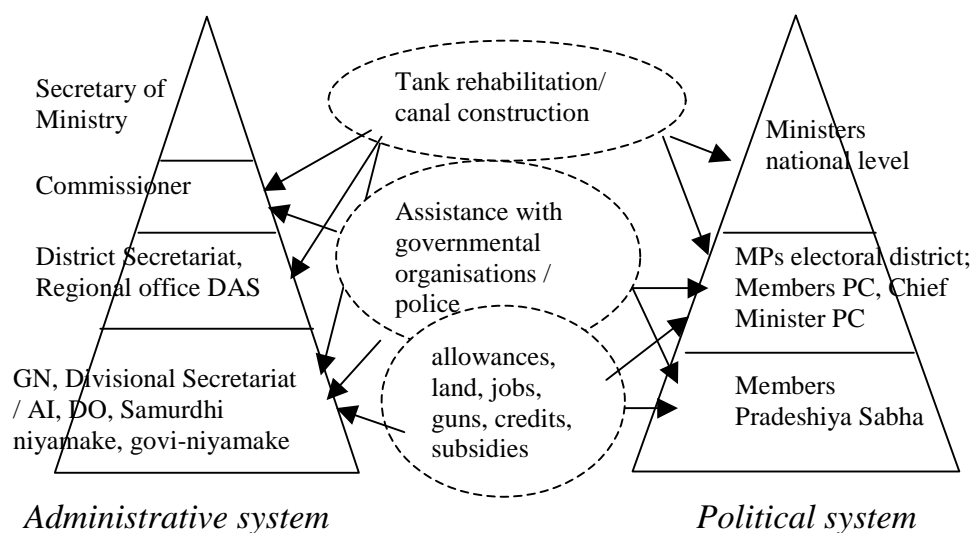 Secretary of
Ministry
Commissioner
District Secretariat,
Regional office DAS
GN, Divisional Secretariat
/ AI, DO, Samurdhi
niyamake, govi-niyamake
Administrative system
Tank rehabilitation/
canal construction
Assistance with
governmental
organisations /
police
allowances,
land, jobs,
guns, credits,
subsidies
Ministers
national level
MPs electoral district;
Members PC, Chief
Minister PC
Members
Pradeshiya Sabha
Political system